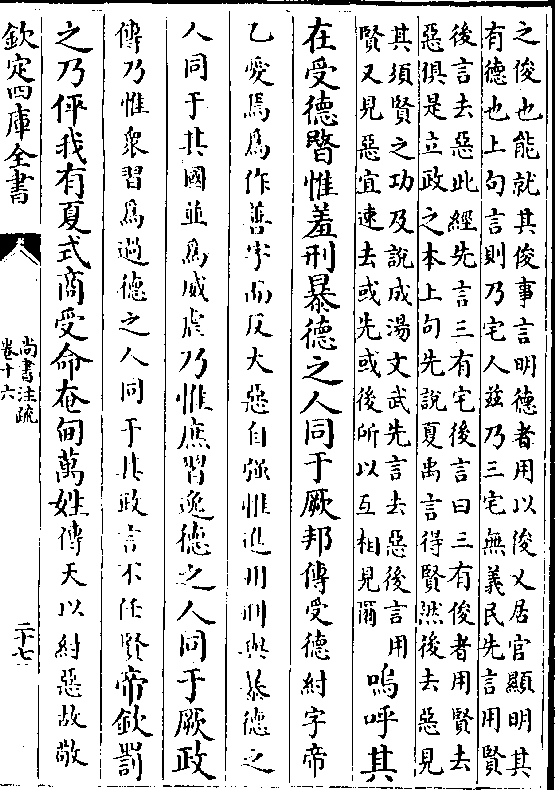 之俊也能就其俊事言明德者用以俊乂居官顯明其
有德也上句言則乃宅人茲乃三宅無義民先言用賢
後言去惡此經先言三有宅後言曰三有俊者用賢去
惡俱是立政之本上句先說夏禹言得賢然後去惡見
其須賢之功及說成湯文武先言去惡後言用
賢又見惡宜速去或先或後所以互相見爾
嗚呼其
在受德暋惟羞刑暴德之人同于厥邦傳受德紂字帝
乙愛焉爲作善字而反大惡自强惟進用刑與暴德之
人同于其國並爲威虐乃惟庶習逸德之人同于厥政
傳乃惟衆習爲過德之人同于其政言不任賢帝欽罰
之乃伻我有夏式商受命奄甸萬姓傳天以紂惡故敬
欽定四庫全書
尚書注疏
卷十六
二十七